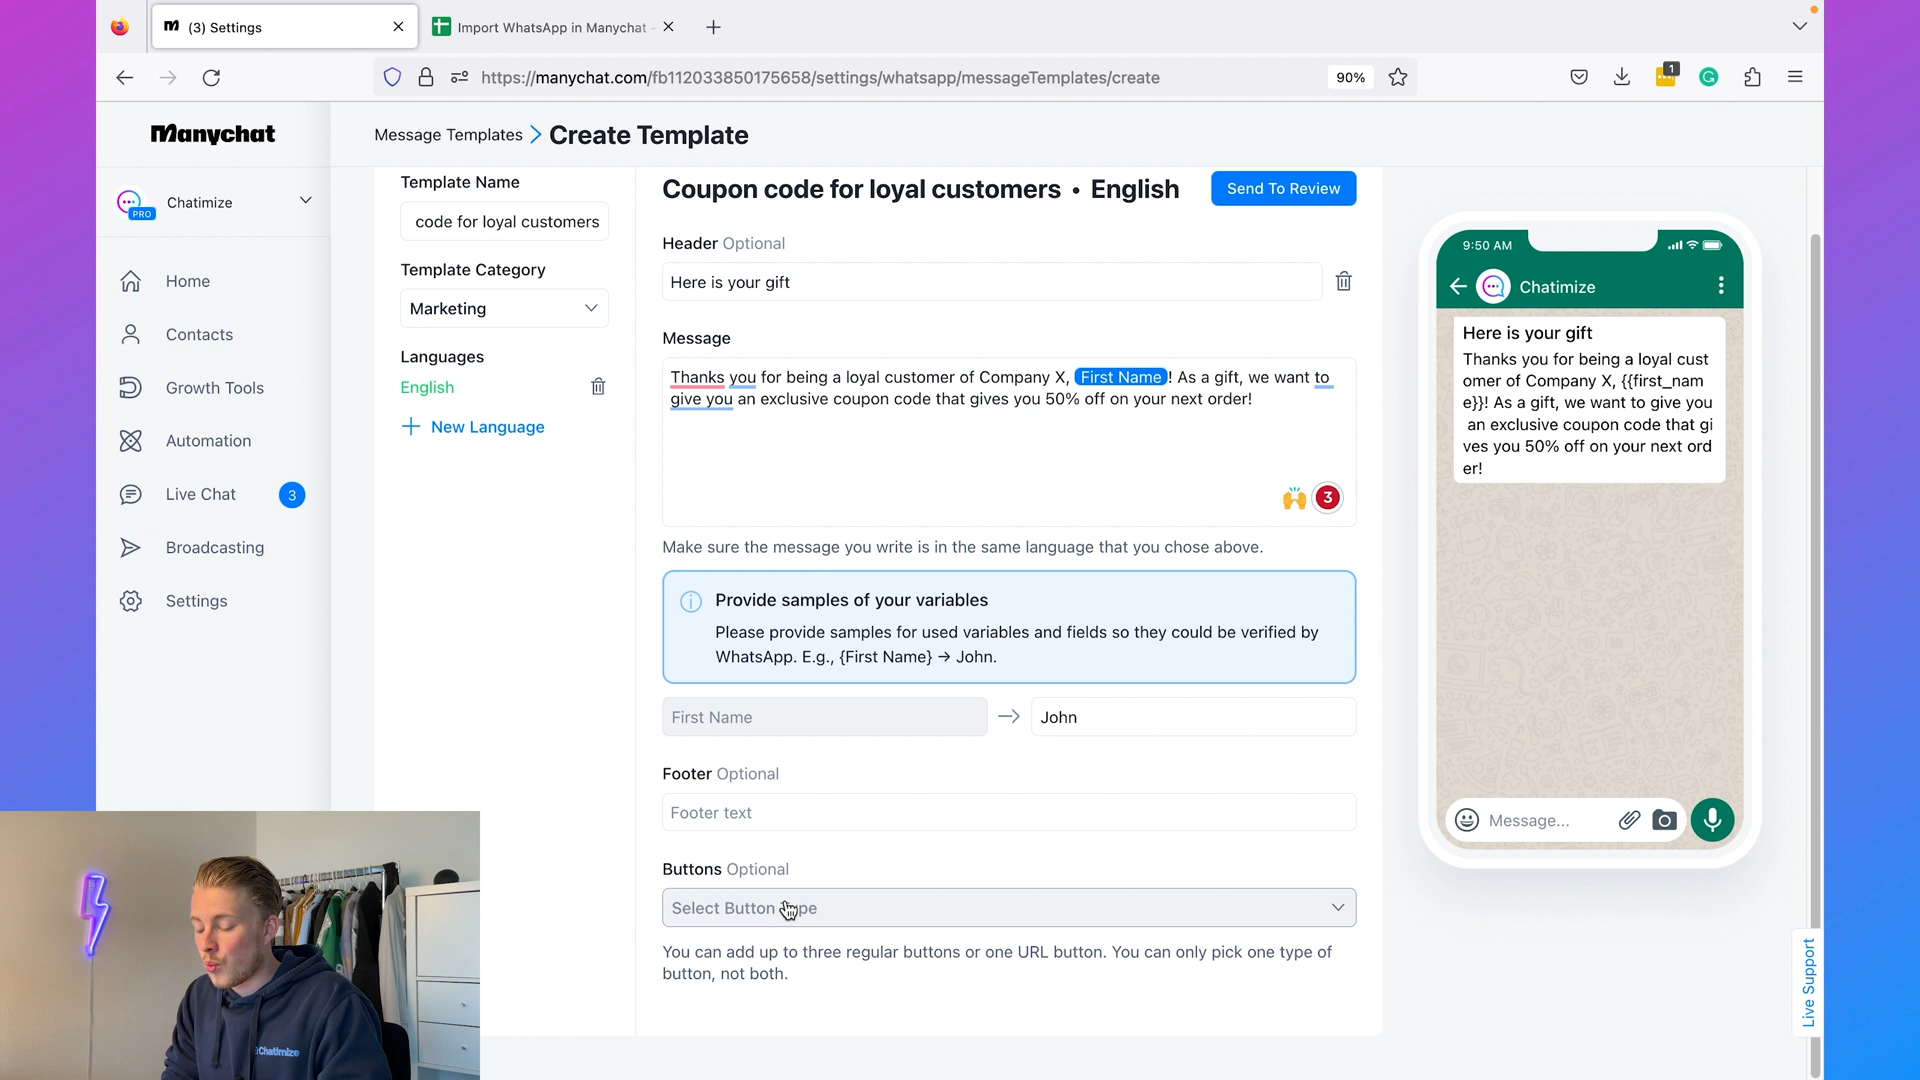 (3) Settings
Import WhatsApp in Manychat -
https://manychat.com/fb112033850175658/settings/whatsapp/messageTemplates/create
90%
1
Manychat
Message Templates
Create Template
PRO
Chatimize
Home
Contacts
Growth Tools
Automation
Live Chat
3
Broadcasting
Settings
Template Name
code for loyal customers
Template Category
Marketing
Languages
English
New Language
Coupon code for loyal customers • English
Send To Review
Header Optional
Here is your gift
Message
Thanks you for being a loyal customer of Company X, First Name! As a gift, we want to
give you an exclusive coupon code that gives you 50% off on your next order!
3
Make sure the message you write is in the same language that you chose above.
Provide samples of your variables
Please provide samples for used variables and fields so they could be verified by
WhatsApp. E.g., {First Name} → John.
First Name
John
Footer Optional
Footer text
Buttons Optional
Select Button
You can add up to three regular buttons or one URL button. You can only pick one type of
button, not both.
9:50 AM
Chatimize
Here is your gift
Thanks you for being a loyal cust
omer of Company X, {{first_nam
e}}! As a gift, we want to give you
an exclusive coupon code that gi
ves you 50% off on your next ord
er!
Message...
Live Support
Chatimize